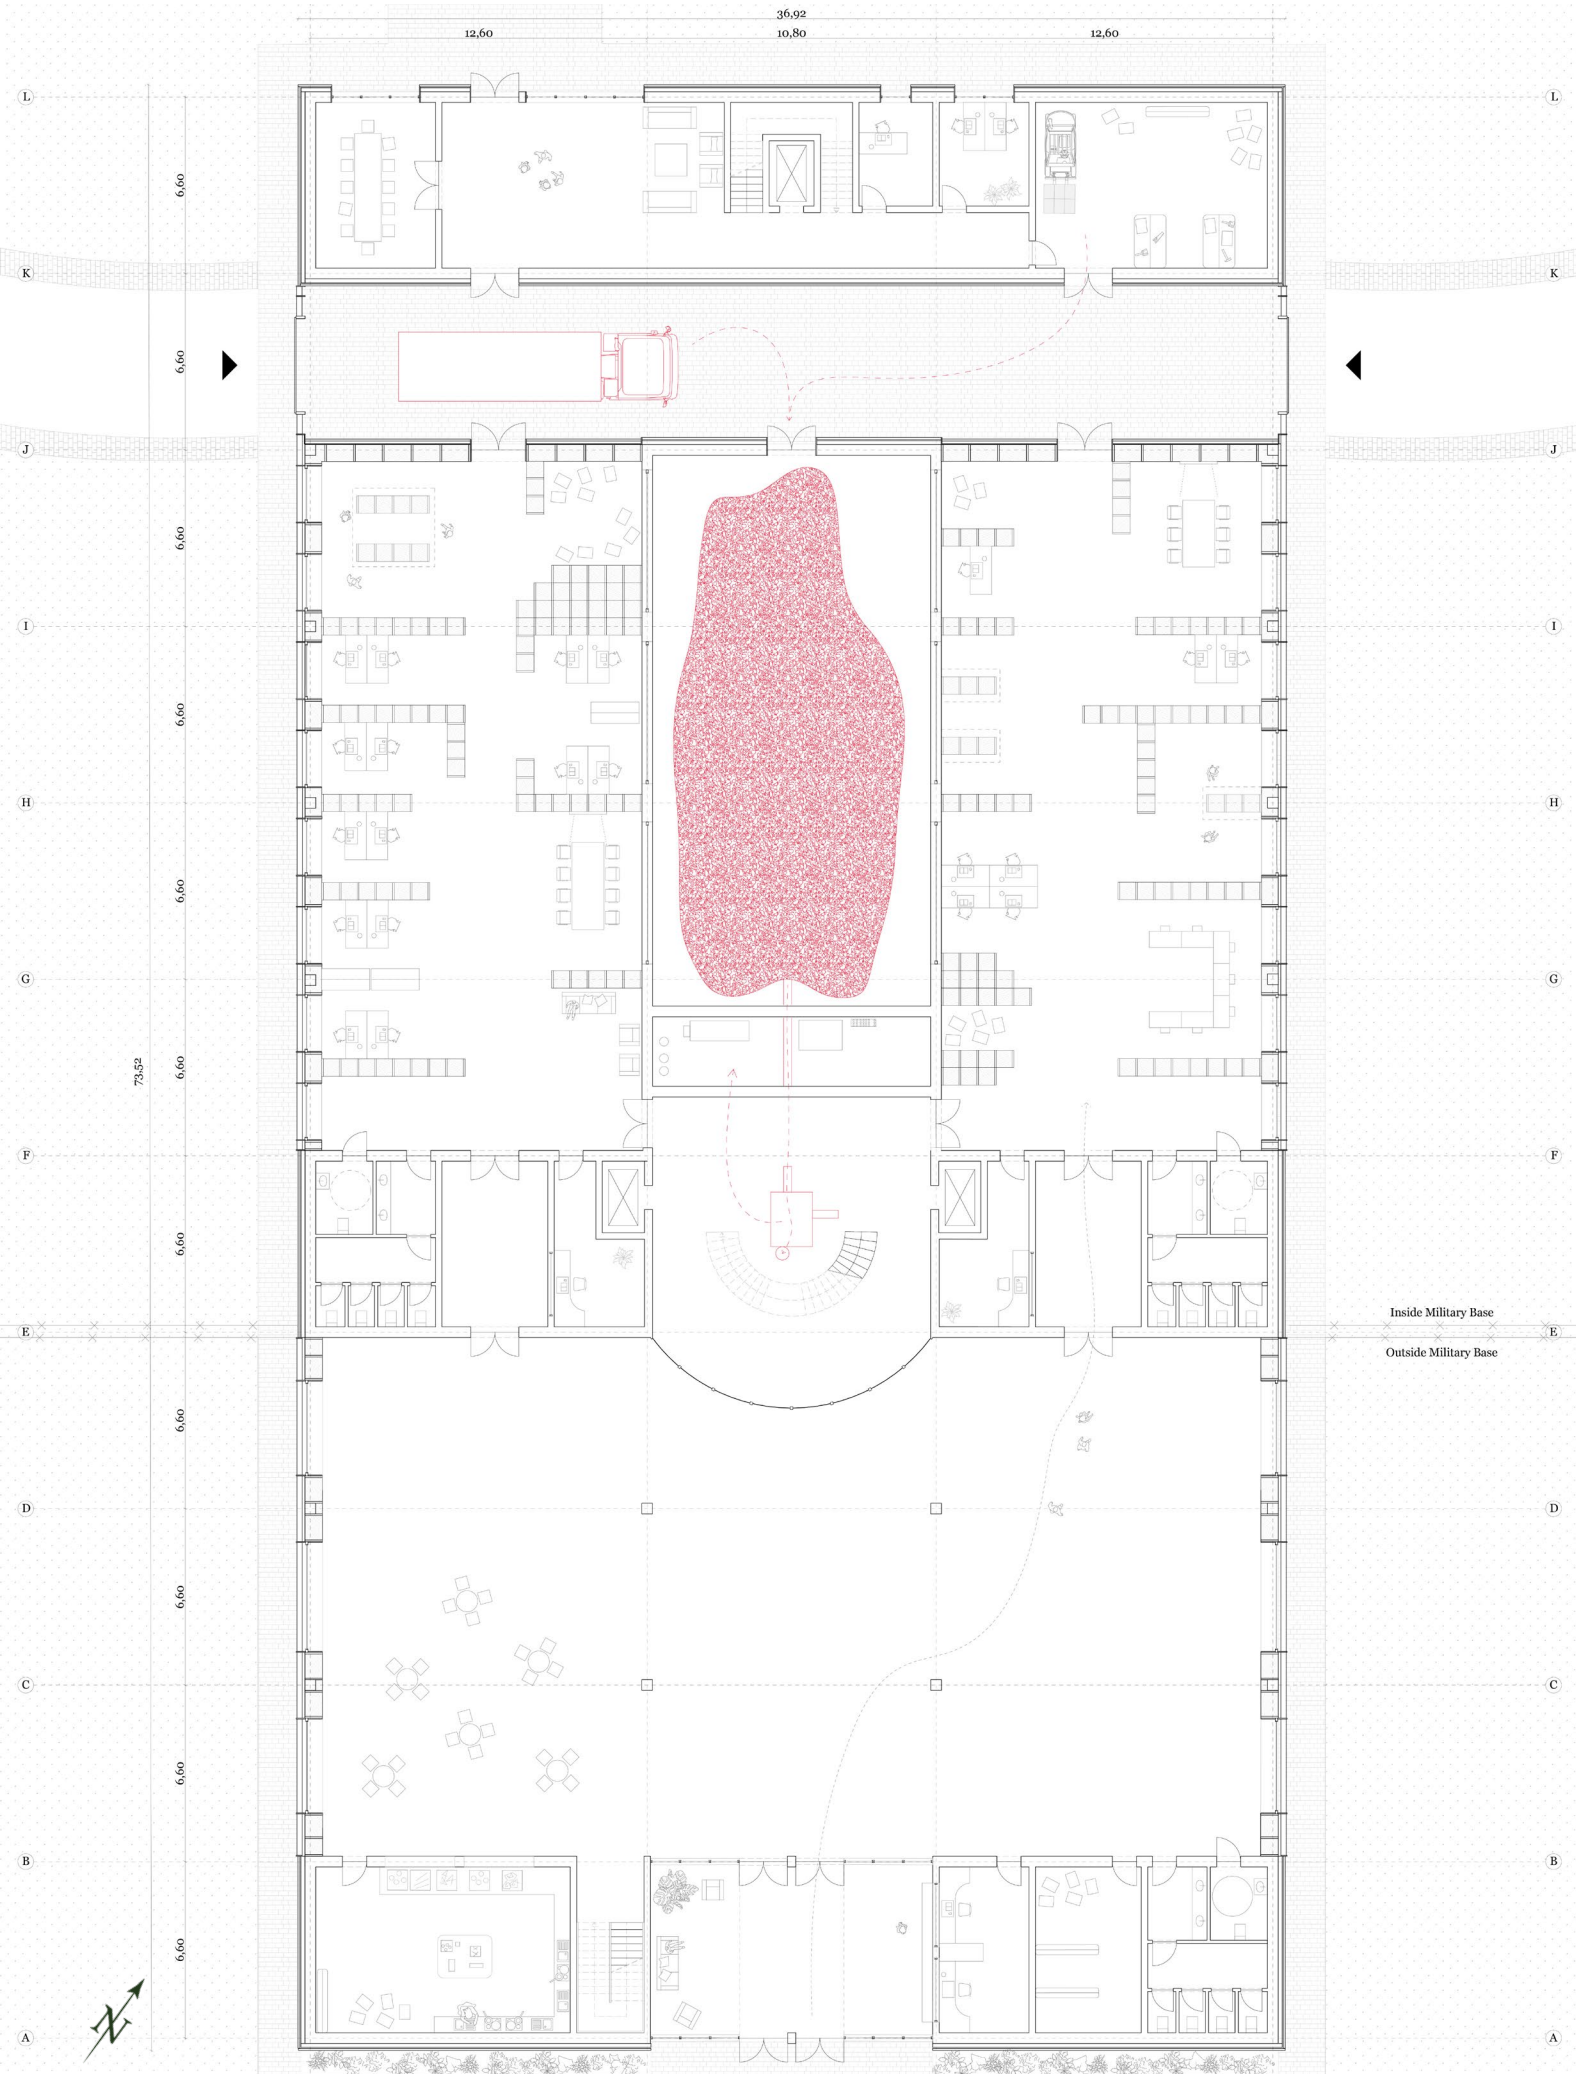 36,92
12,60 10,80 12,60
L L
6,60
K K
6,60
J J
6,60
I I
6,60
H H
6,60
G G
73,52
6,60
F F
6,60
Inside Military Base
E E
Outside Military Base
6,60
D D
6,60
C C
6,60
B B
6,60
N
A A